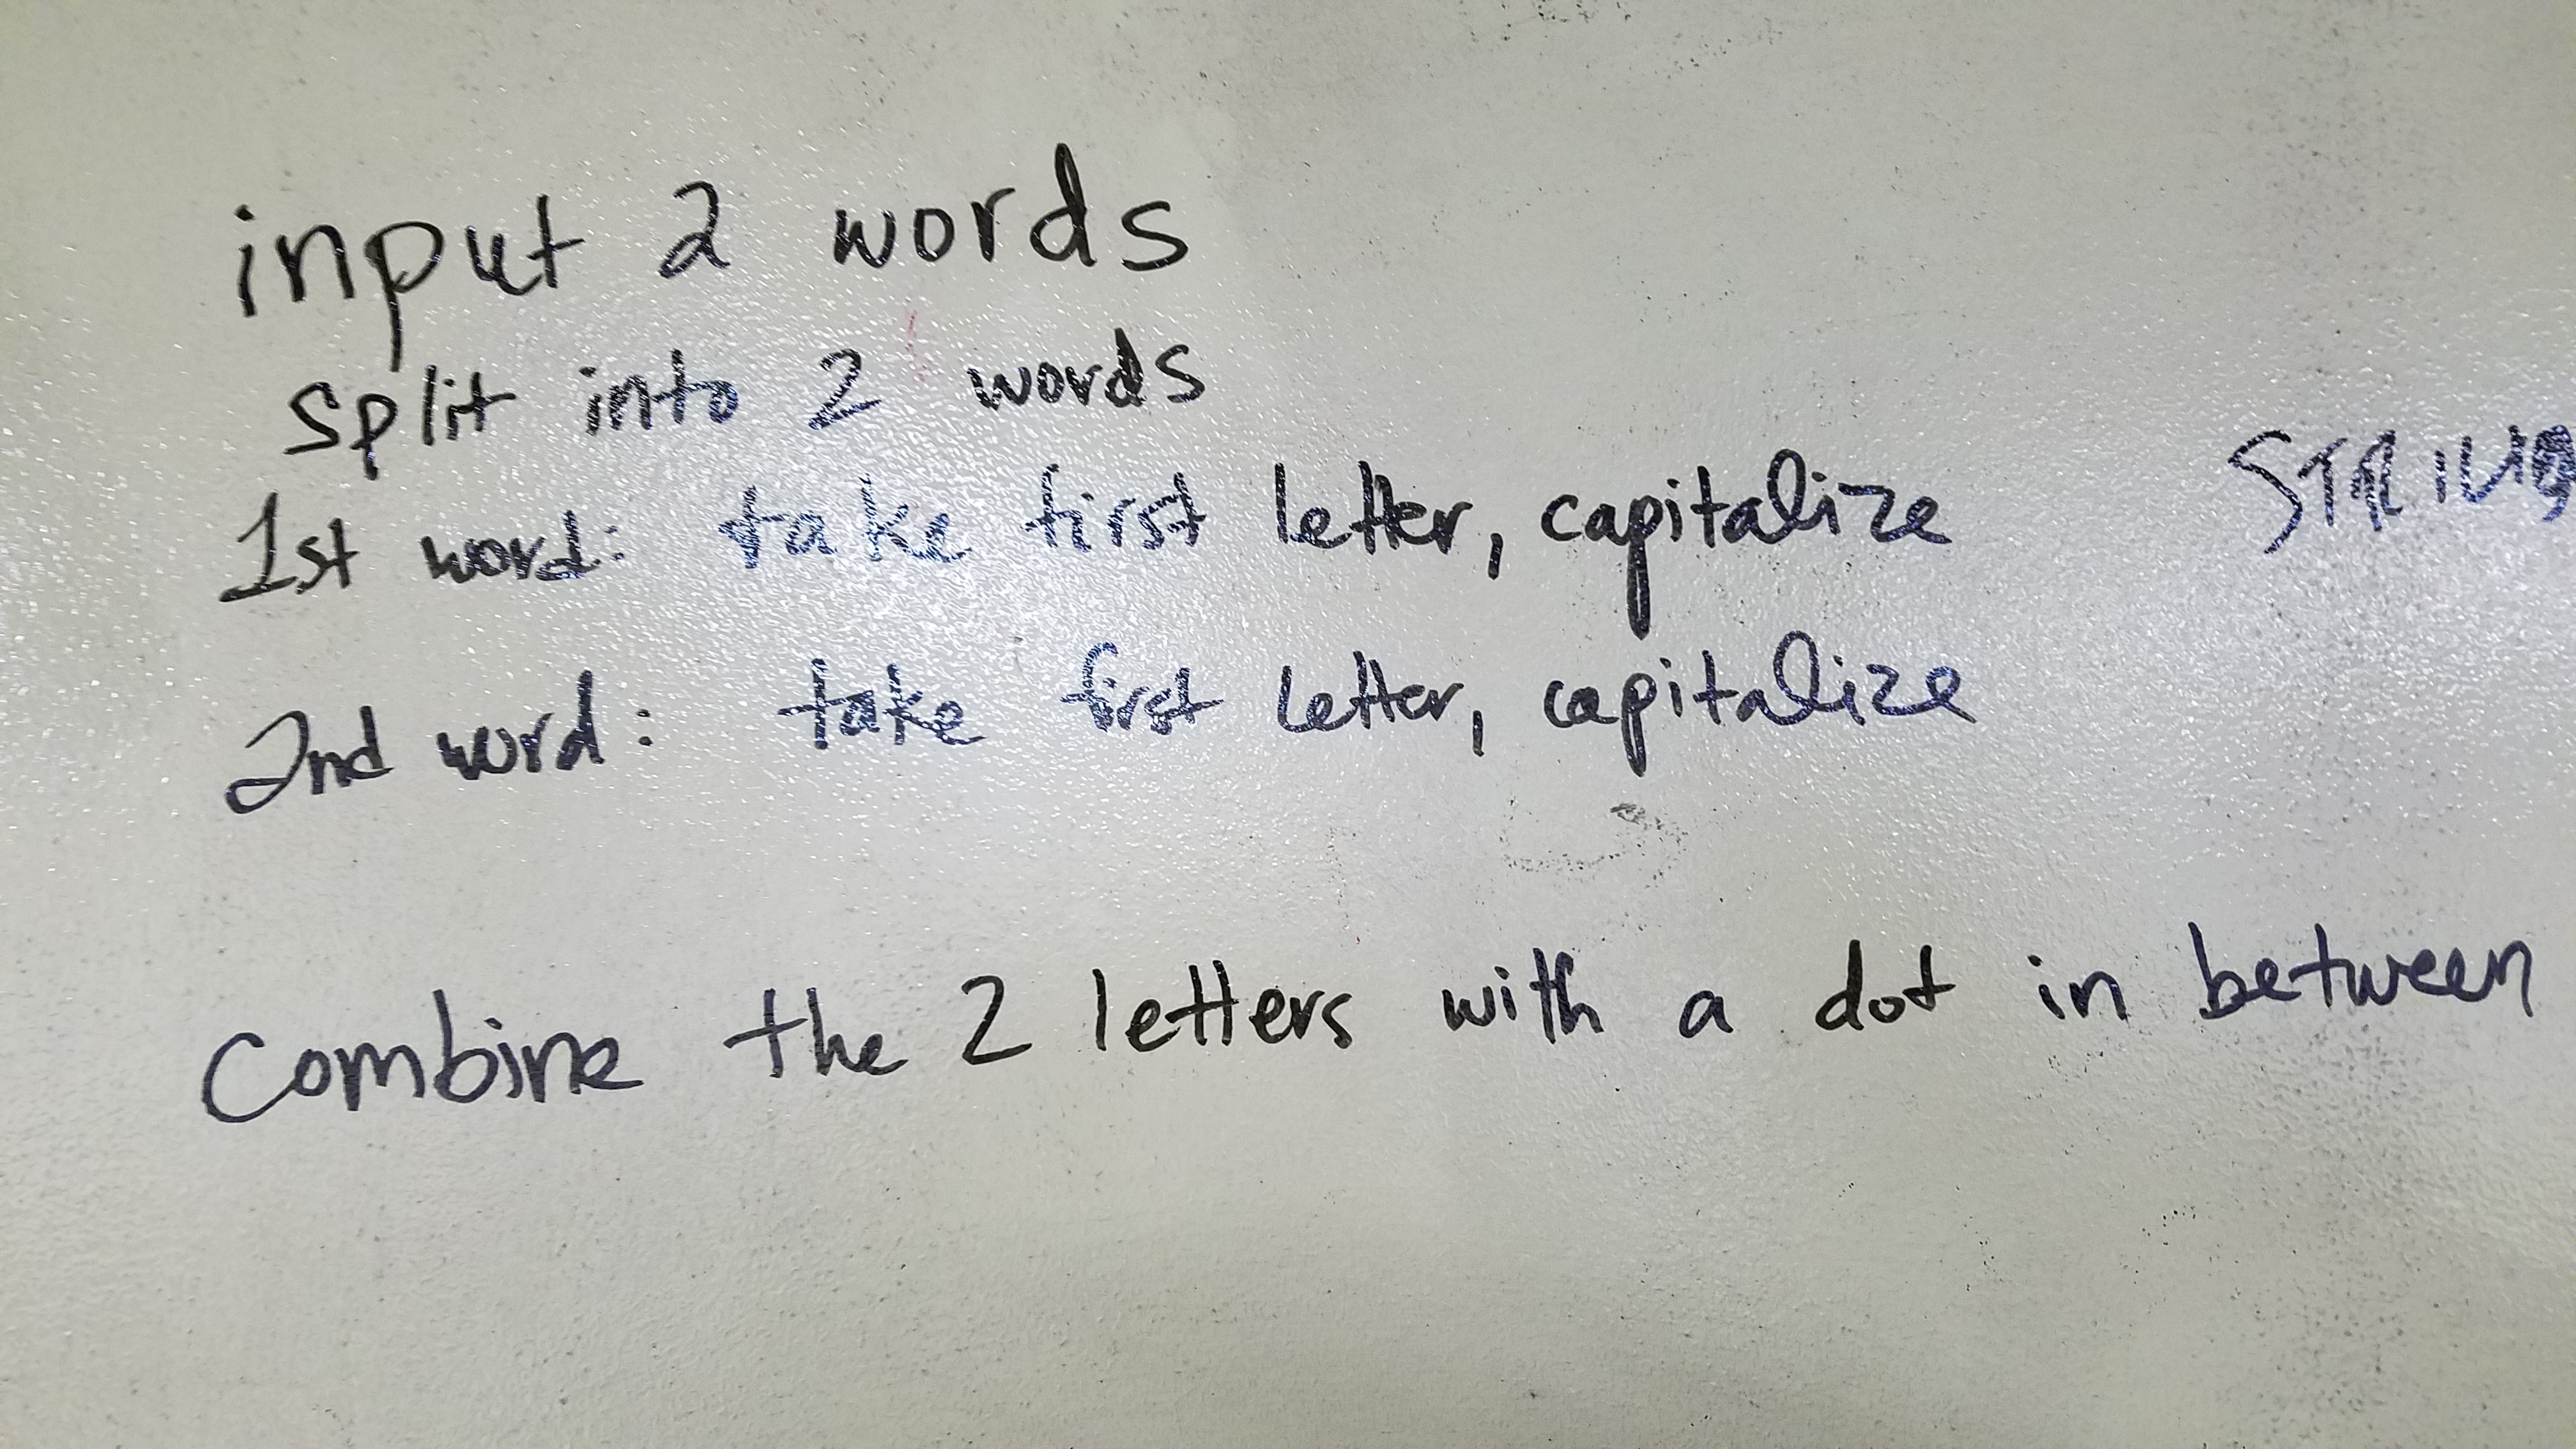 input 2 words
split into 2 words
1st word: take first letter, capitalize
STRING
2nd word: take first letter, capitalize
Combine the 2 letters with a dot in between